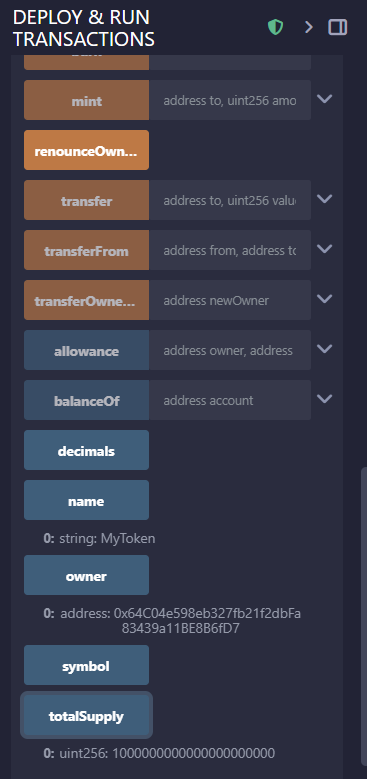 DEPLOY & RUN
TRANSACTIONS
mint address to, uint256 amo
renounceOwn...
transfer address to, uint256 valu
transferFrom address from, address to
transferOwne... address newOwner
allowance address owner, address
balanceOf address account
decimals
name
0: string: MyToken
owner
0: address: 0x64C04e598eb327fb21f2dbFa
83439a11BE8B6fD7
symbol
totalSupply
0: uint256: 1000000000000000000000